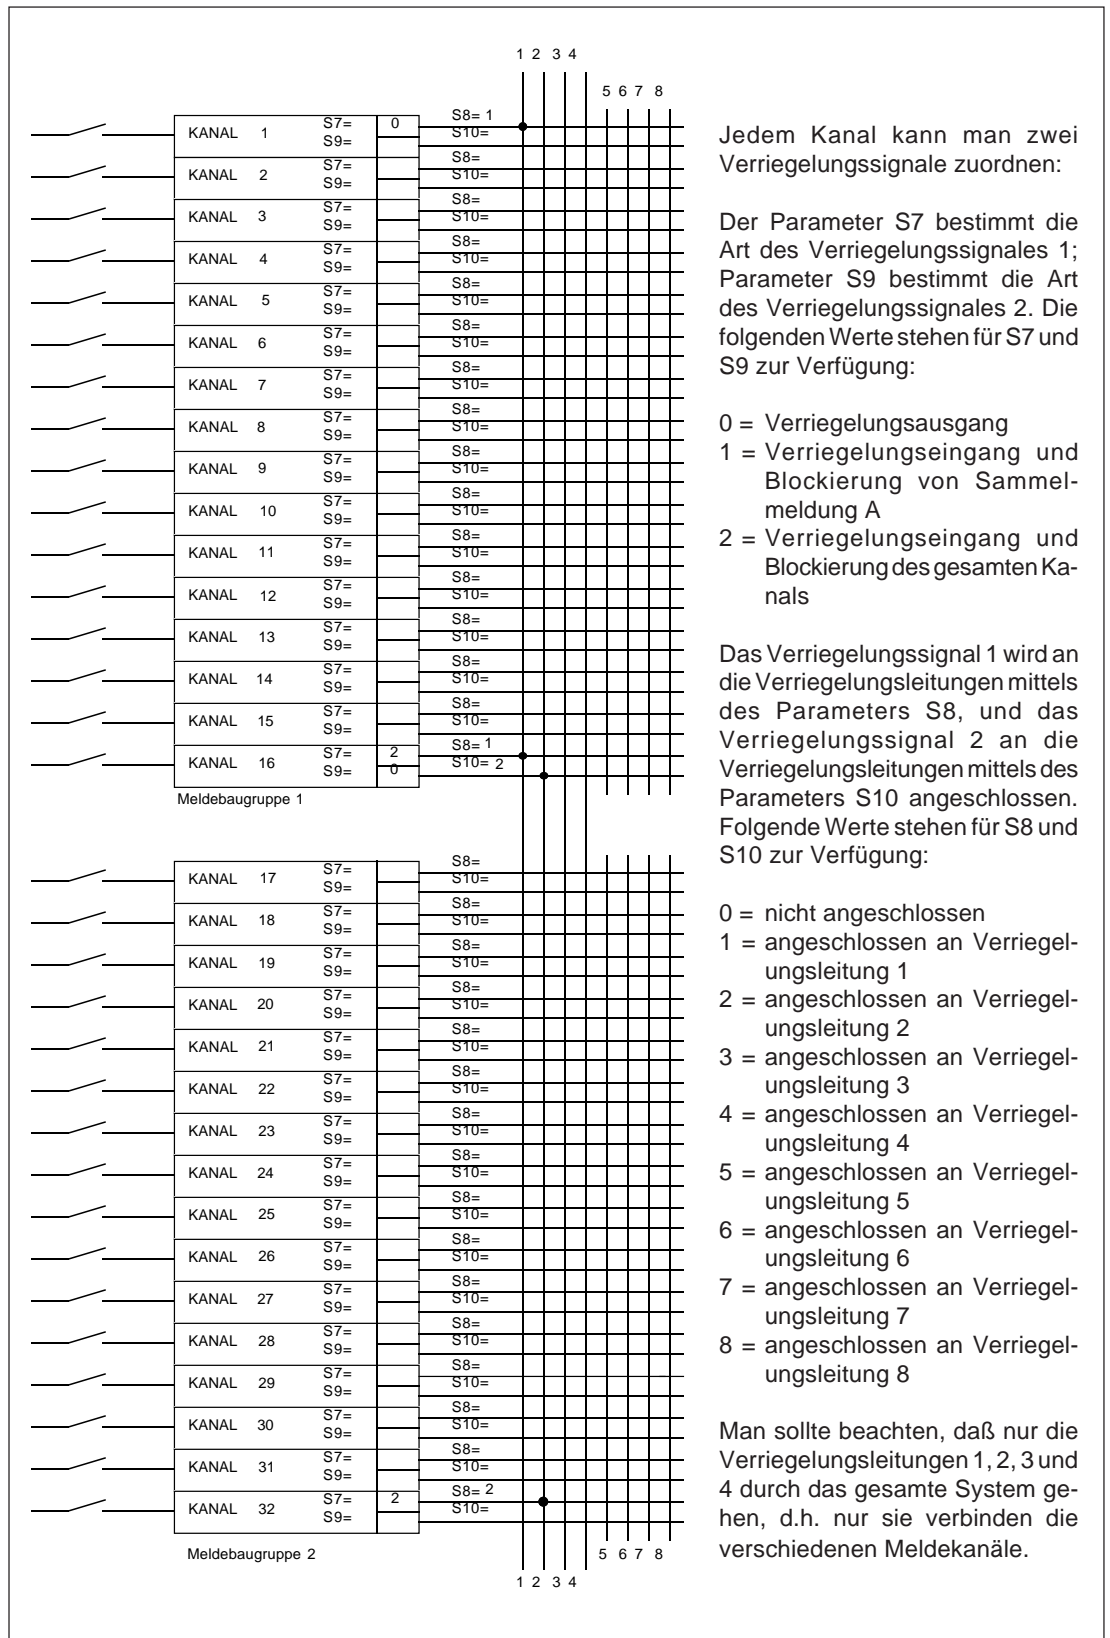 1 2 3 4
5 6 7 8
S8= 1
KANAL 1 S7= 0
S9= S10=
S8=
KANAL 2 S7=
S9= S10=
S8=
KANAL 3 S7=
S9= S10=
S8=
KANAL 4 S7=
S9= S10=
S8=
KANAL 5 S7=
S9= S10=
S8=
KANAL 6 S7=
S9= S10=
S8=
KANAL 7 S7=
S9= S10=
S8=
KANAL 8 S7=
S9= S10=
S8=
KANAL 9 S7=
S9= S10=
S8=
KANAL 10 S7=
S9= S10=
S8=
KANAL 11 S7=
S9= S10=
S8=
KANAL 12 S7=
S9= S10=
S8=
KANAL 13 S7=
S9= S10=
S8=
KANAL 14 S7=
S9= S10=
S8=
KANAL 15 S7=
S9= S10=
S8= 1
KANAL 16 S7= 2
S9= 0 S10= 2
Meldebaugruppe 1
S8=
KANAL 17 S7=
S9= S10=
S8=
KANAL 18 S7=
S9= S10=
S8=
KANAL 19 S7=
S9= S10=
S8=
KANAL 20 S7=
S9= S10=
S8=
KANAL 21 S7=
S9= S10=
S8=
KANAL 22 S7=
S9= S10=
S8=
KANAL 23 S7=
S9= S10=
S8=
KANAL 24 S7=
S9= S10=
S8=
KANAL 25 S7=
S9= S10=
S8=
KANAL 26 S7=
S9= S10=
S8=
KANAL 27 S7=
S9= S10=
S8=
KANAL 28 S7=
S9= S10=
S8=
KANAL 29 S7=
S9= S10=
S8=
KANAL 30 S7=
S9= S10=
S8=
KANAL 31 S7=
S9= S10=
S8= 2
KANAL 32 S7= 2
S9= S10=
Meldebaugruppe 2
5 6 7 8
1 2 3 4
Jedem Kanal kann man zwei
Verriegelungssignale zuordnen:
Der Parameter S7 bestimmt die
Art des Verriegelungssignales 1;
Parameter S9 bestimmt die Art
des Verriegelungssignales 2. Die
folgenden Werte stehen für S7 und
S9 zur Verfügung:
0 = Verriegelungsausgang
1 = Verriegelungseingang und
Blockierung von Sammel-
meldung A
2 = Verriegelungseingang und
Blockierung des gesamten Ka-
nals
Das Verriegelungssignal 1 wird an
die Verriegelungsleitungen mittels
des Parameters S8, und das
Verriegelungssignal 2 an die
Verriegelungsleitungen mittels des
Parameters S10 angeschlossen.
Folgende Werte stehen für S8 und
S10 zur Verfügung:
0 = nicht angeschlossen
1 = angeschlossen an Verriegel-
ungsleitung 1
2 = angeschlossen an Verriegel-
ungsleitung 2
3 = angeschlossen an Verriegel-
ungsleitung 3
4 = angeschlossen an Verriegel-
ungsleitung 4
5 = angeschlossen an Verriegel-
ungsleitung 5
6 = angeschlossen an Verriegel-
ungsleitung 6
7 = angeschlossen an Verriegel-
ungsleitung 7
8 = angeschlossen an Verriegel-
ungsleitung 8
Man sollte beachten, daß nur die
Verriegelungsleitungen 1, 2, 3 und
4 durch das gesamte System ge-
hen, d.h. nur sie verbinden die
verschiedenen Meldekanäle.